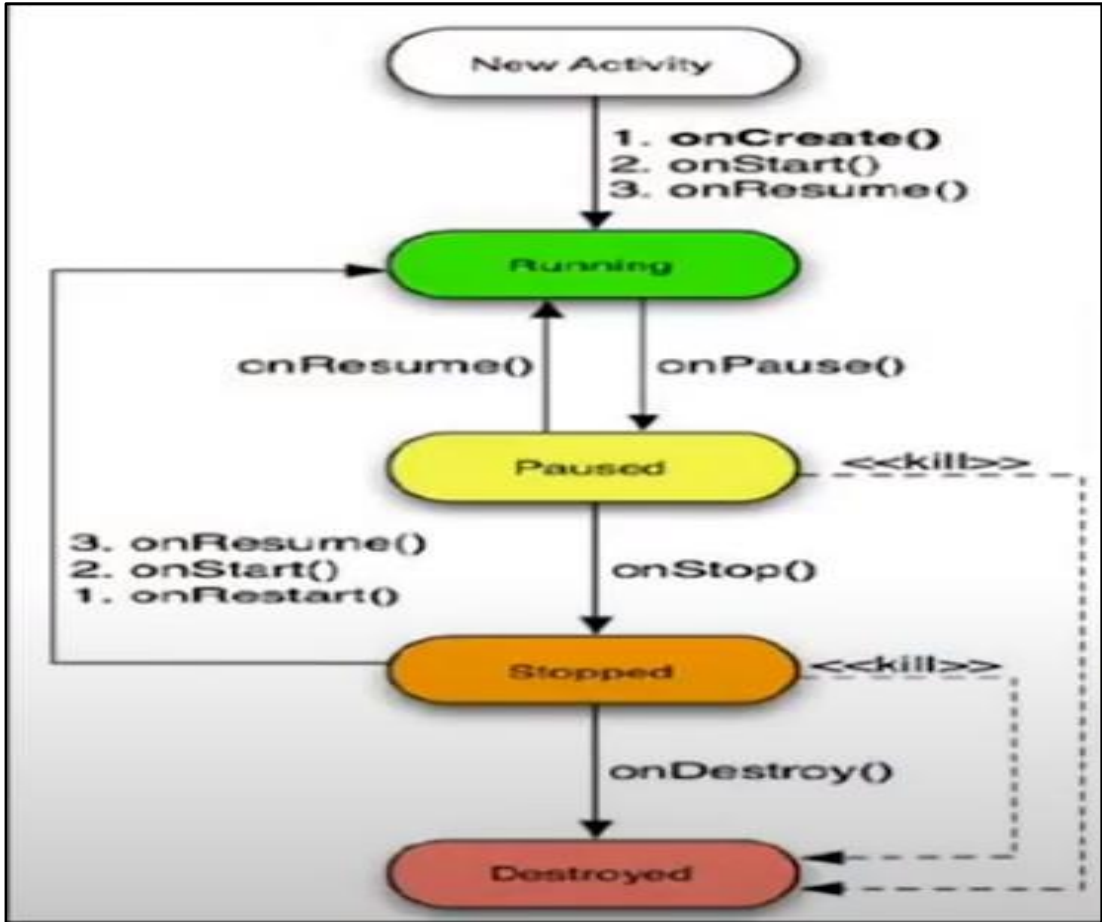 New Activity
1. onCreate()
2. onStart()
3. onResume()
Running
cnResume()
onPause()
Paused
<<kill>>
3. onResume()
2. onStart()
1. onRestart()
onStop()
Stopped
<<kill>>
onDestroy()
Destroyed